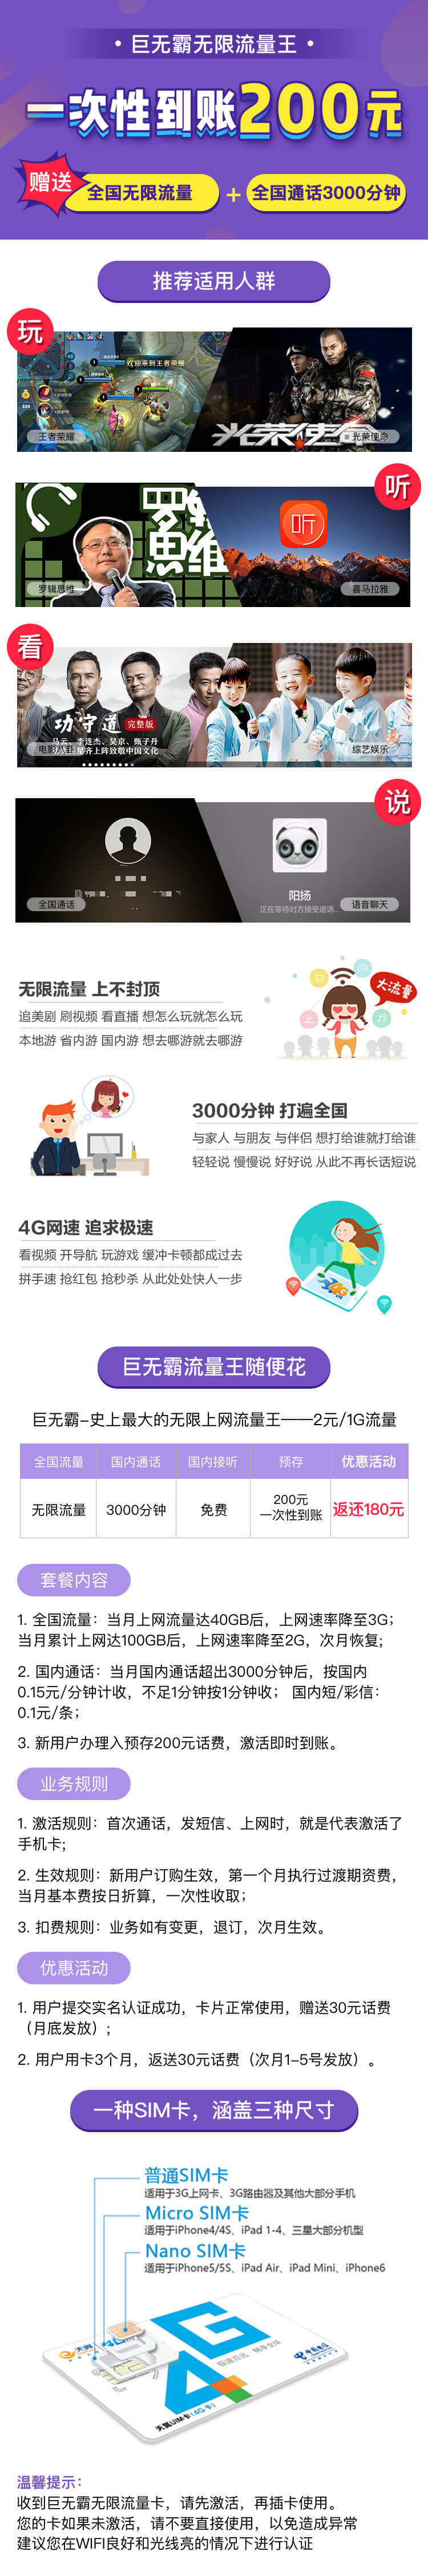 • 巨无霸无限流量王 •
一次性到账200元
赠送 全国无限流量 + 全国通话3000分钟
推荐适用人群
玩
欢迎来到王者荣耀
王者荣耀
光荣使命
光荣使命
听
罗辑思维
听
罗辑思维
喜马拉雅
看
功守道 完整版
马云、李连杰、吴京、甄子丹
致敬中国文化
综艺娱乐
说
阳扬
正在等待对方接受邀请...
全国通话
语音聊天
无限流量 上不封顶
追美剧 刷视频 看直播 想怎么玩就怎么玩
本地游 省内游 国内游 想去哪游就去哪游
大流量
3000分钟 打遍全国
与家人 与朋友 与伴侣 想打给谁就打给谁
轻轻说 慢慢说 好好说 从此不再长话短说
4G网速 追求极速
看视频 开导航 玩游戏 缓冲卡顿都成过去
拼手速 抢红包 抢秒杀 从此处处快人一步
巨无霸流量王随便花
巨无霸–史上最大的无限上网流量王——2元/1G流量
全国流量 国内通话 国内接听 预存 优惠活动
无限流量 3000分钟 免费 200元 返还180元
一次性到账
套餐内容
1. 全国流量：当月上网流量达40GB后，上网速率降至3G；
当月累计上网达100GB后，上网速率降至2G，次月恢复;
2. 国内通话：当月国内通话超出3000分钟后，按国内
0.15元/分钟计收，不足1分钟按1分钟收； 国内短/彩信：
0.1元/条；
3. 新用户办理入预存200元话费，激活即时到账。
业务规则
1. 激活规则：首次通话，发短信、上网时，就是代表激活了
手机卡;
2. 生效规则：新用户订购生效，第一个月执行过渡期资费，
当月基本费按日折算，一次性收取；
3. 扣费规则：业务如有变更，退订，次月生效。
优惠活动
1. 用户提交实名认证成功，卡片正常使用，赠送30元话费
（月底发放）;
2. 用户用卡3个月，返送30元话费（次月1–5号发放）。
一种SIM卡，涵盖三种尺寸
普通SIM卡
适用于3G上网卡、3G路由器及其他大部分手机
Micro SIM卡
适用于iPhone4/4S、iPad 1-4、三星大部分机型
Nano SIM卡
适用于iPhone5/5S、iPad Air、iPad Mini、iPhone6
天翼
4G
中国电信
天翼UIM卡(4G卡)
温馨提示：
收到巨无霸无限流量卡，请先激活，再插卡使用。
您的卡如果未激活，请不要直接使用，以免造成异常
建议您在WIFI良好和光线亮的情况下进行认证